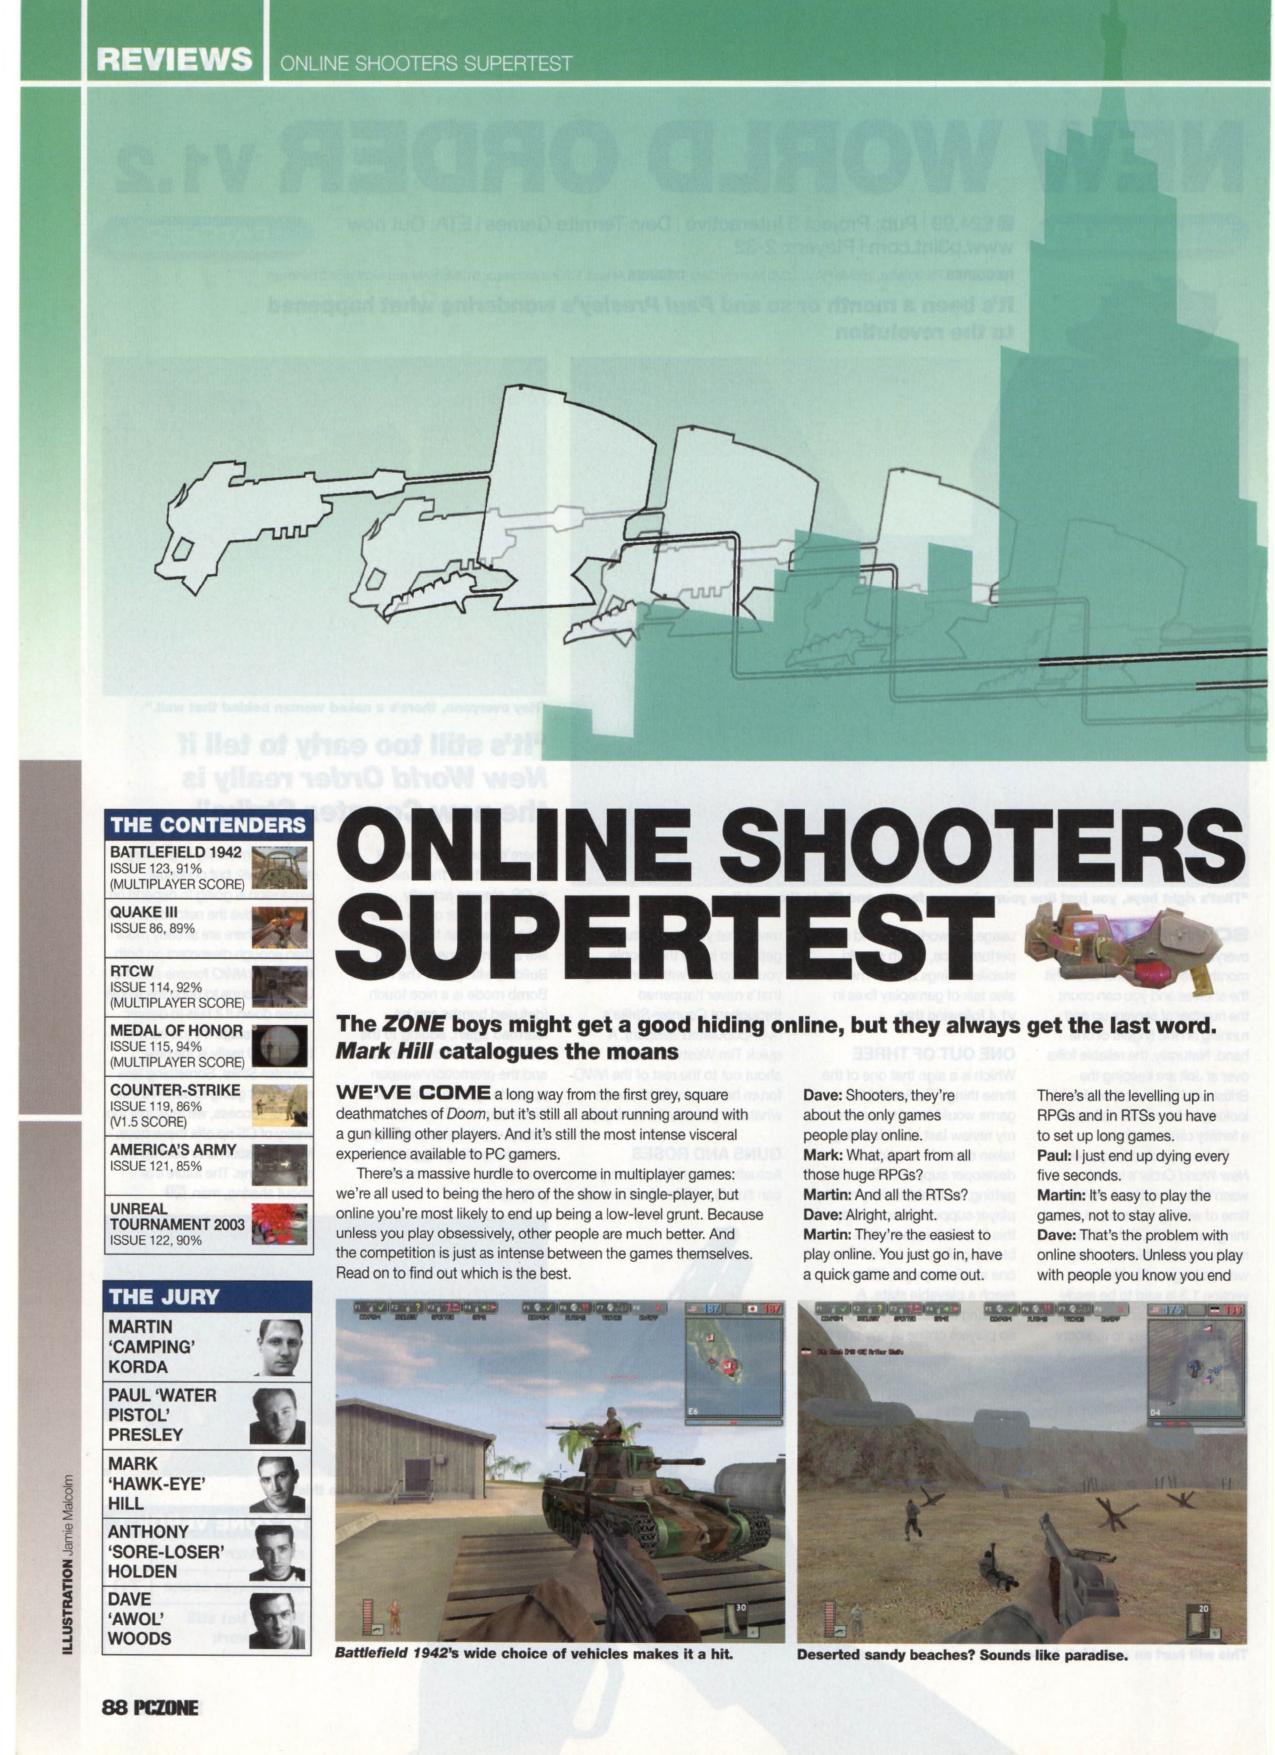 REVIEWS
ONLINE SHOOTERS SUPERTEST
THE CONTENDERS
BATTLEFIELD 1942
ISSUE 123, 91%
(MULTIPLAYER SCORE)
QUAKE III
ISSUE 86, 89%
RTCW
ISSUE 114, 92%
(MULTIPLAYER SCORE)
MEDAL OF HONOR
ISSUE 115, 94%
(MULTIPLAYER SCORE)
COUNTER-STRIKE
ISSUE 119, 86%
(V1.5 SCORE)
AMERICA'S ARMY
ISSUE 121, 85%
UNREAL
TOURNAMENT 2003
ISSUE 122, 90%
THE JURY
MARTIN
'CAMPING'
KORDA
PAUL 'WATER
PISTOL'
PRESLEY
MARK
'HAWK-EYE'
HILL
ANTHONY
'SORE-LOSER'
HOLDEN
DAVE
'AWOL'
WOODS
ILLUSTRATION Jamie Malcolm
ONLINE SHOOTERS
SUPERTEST
The ZONE boys might get a good hiding online, but they always get the last word.
Mark Hill catalogues the moans
WE'VE COME a long way from the first grey, square
deathmatches of Doom, but it's still all about running around with
a gun killing other players. And it's still the most intense visceral
experience available to PC gamers.
There's a massive hurdle to overcome in multiplayer games:
we're all used to being the hero of the show in single-player, but
online you're most likely to end up being a low-level grunt. Because
unless you play obsessively, other people are much better. And
the competition is just as intense between the games themselves.
Read on to find out which is the best.
Dave: Shooters, they're
about the only games
people play online.
Mark: What, apart from all
those huge RPGs?
Martin: And all the RTSs?
Dave: Alright, alright.
Martin: They're the easiest to
play online. You just go in, have
a quick game and come out.
There's all the levelling up in
RPGs and in RTSs you have
to set up long games.
Paul: I just end up dying every
five seconds.
Martin: It's easy to play the
games, not to stay alive.
Dave: That's the problem with
online shooters. Unless you play
with people you know you end
187
187
E6
30
175
133
D4
20
Battlefield 1942's wide choice of vehicles makes it a hit.
Deserted sandy beaches? Sounds like paradise.
88 PCZONE